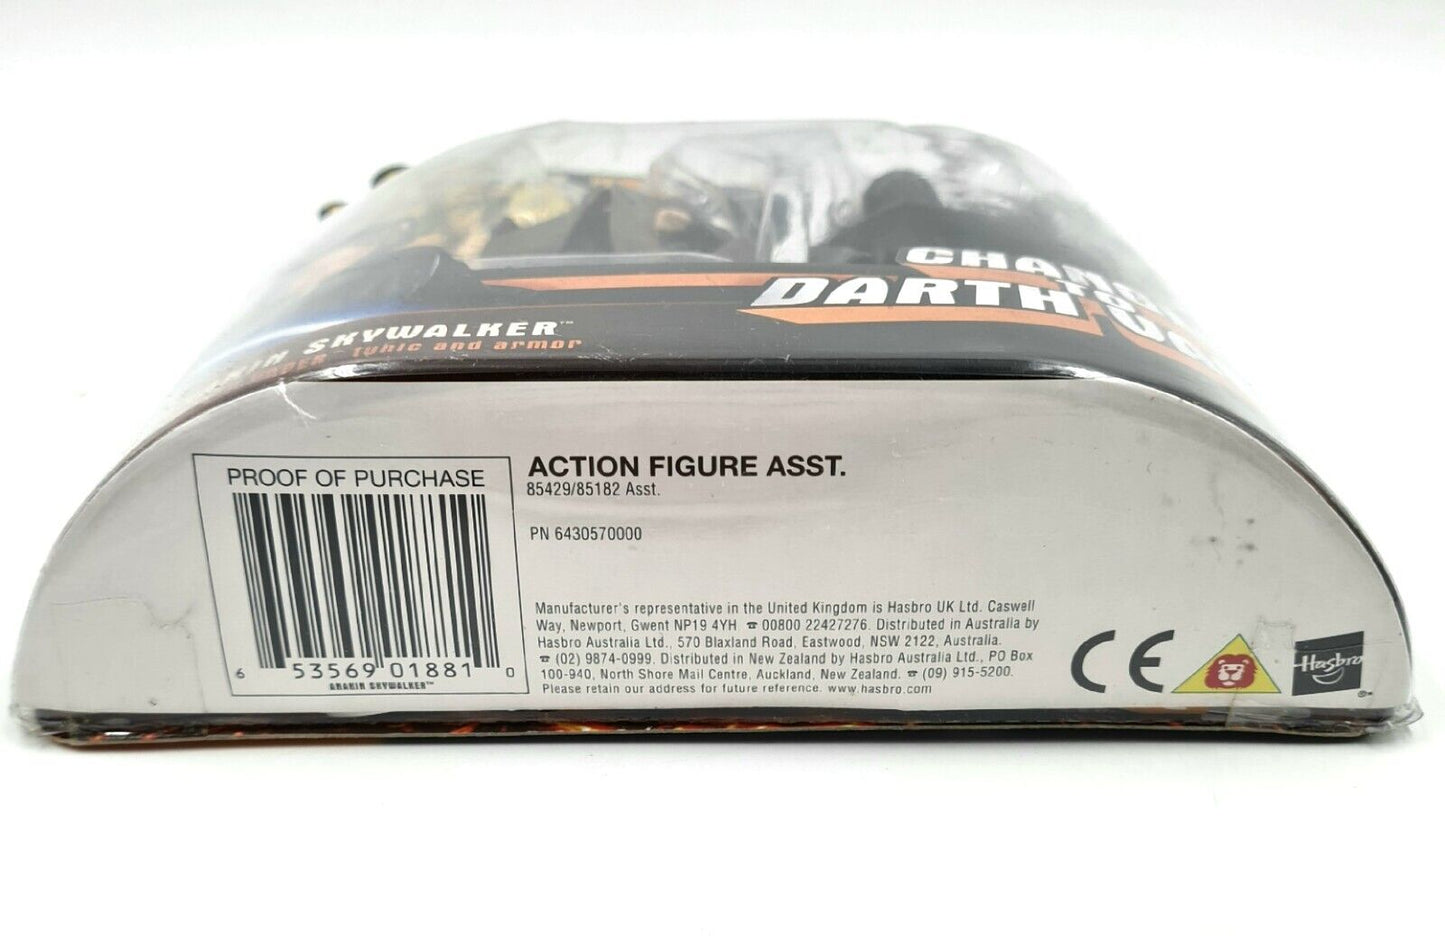 DARTH
SKYWALKER™
tunic and armor
PROOF OF PURCHASE
6 53569 01881 0
ANAKIN SKYWALKER™
ACTION FIGURE ASST.
85429/85182 Asst.
PN 6430570000
Manufacturer's representative in the United Kingdom is Hasbro UK Ltd. Caswell
Way, Newport, Gwent NP19 4YH ☎ 00800 22427276. Distributed in Australia by
Hasbro Australia Ltd., 570 Blaxland Road, Eastwood, NSW 2122, Australia.
☎ (02) 9874-0999. Distributed in New Zealand by Hasbro Australia Ltd., PO Box
100-940, North Shore Mail Centre, Auckland, New Zealand. ☎ (09) 915-5200.
Please retain our address for future reference. www.hasbro.com
CE
Hasbro